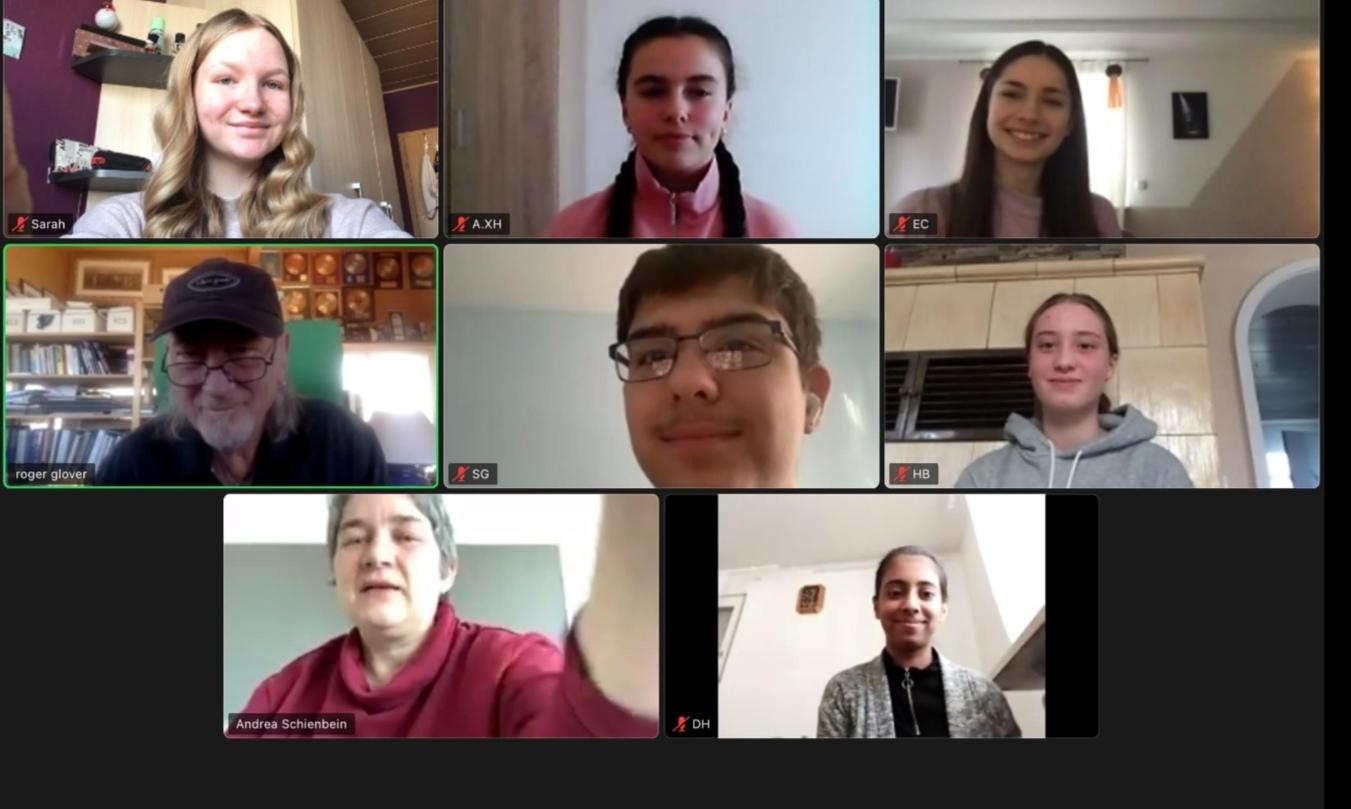 Sarah
A.XH
EC
roger glover
SG
HB
Andrea Schienbein
DH